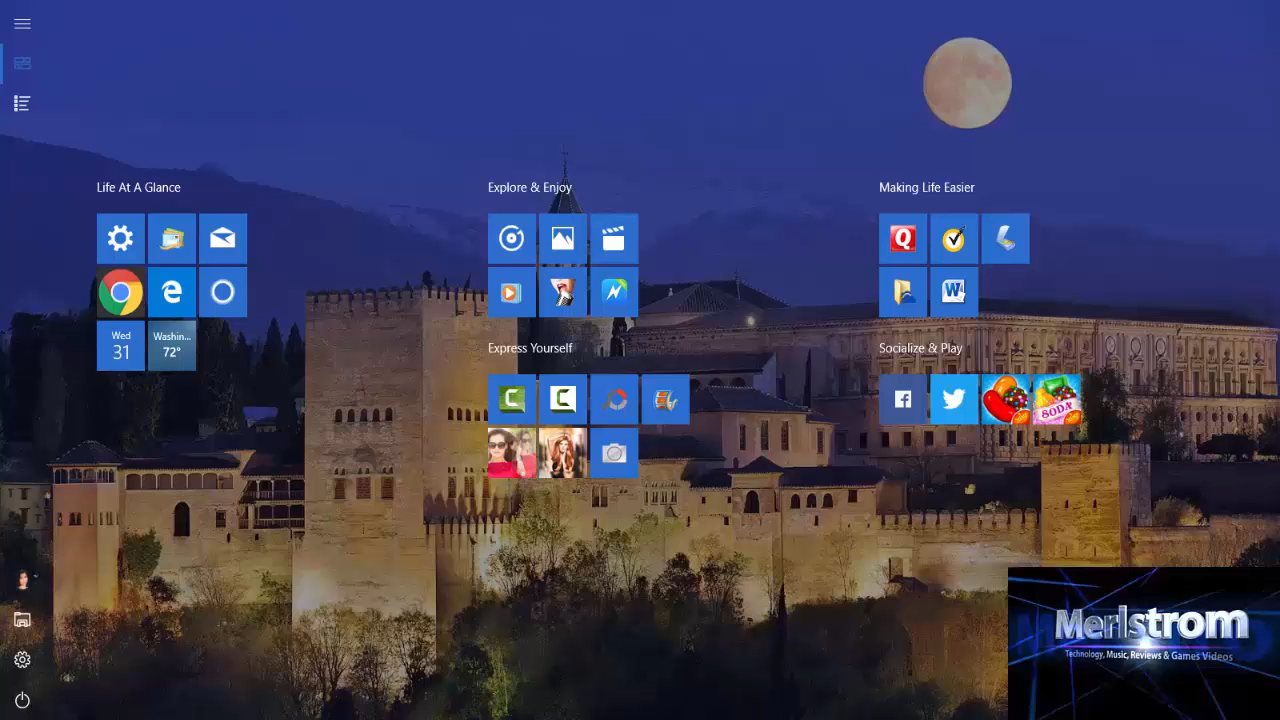 Life At A Glance
Explore & Enjoy
Making Life Easier
Q
W
Wed
31
Washin...
72°
Express Yourself
Socialize & Play
C
C
SODA
Merlstrom
Technology, Music, Reviews & Games Videos